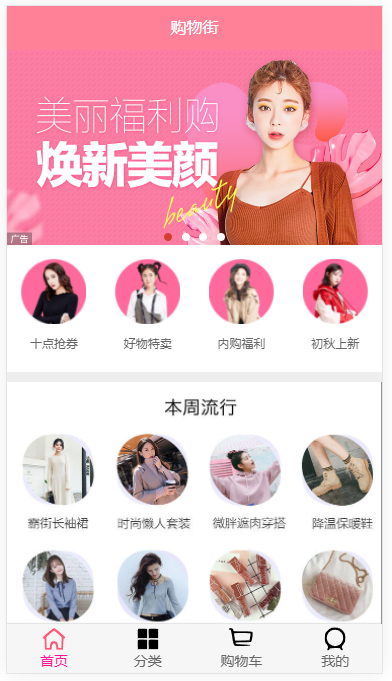 购物街
美丽福利购
焕新美颜
beauty
广告
十点抢券
好物特卖
内购福利
初秋上新
本周流行
霸街长袖裙
时尚懒人套装
微胖遮肉穿搭
降温保暖鞋
首页
分类
购物车
我的